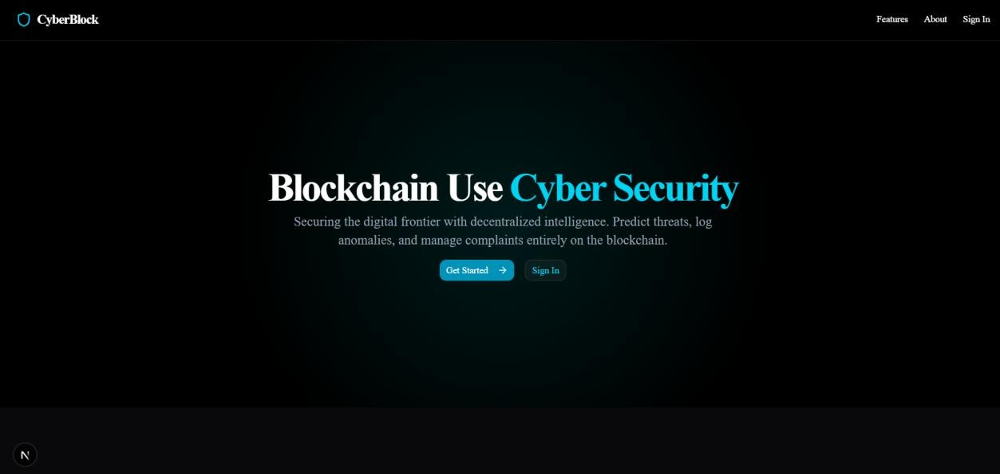 CyberBlock
Features About Sign In
Blockchain Use Cyber Security
Securing the digital frontier with decentralized intelligence. Predict threats, log
anomalies, and manage complaints entirely on the blockchain.
Get Started → Sign In
N